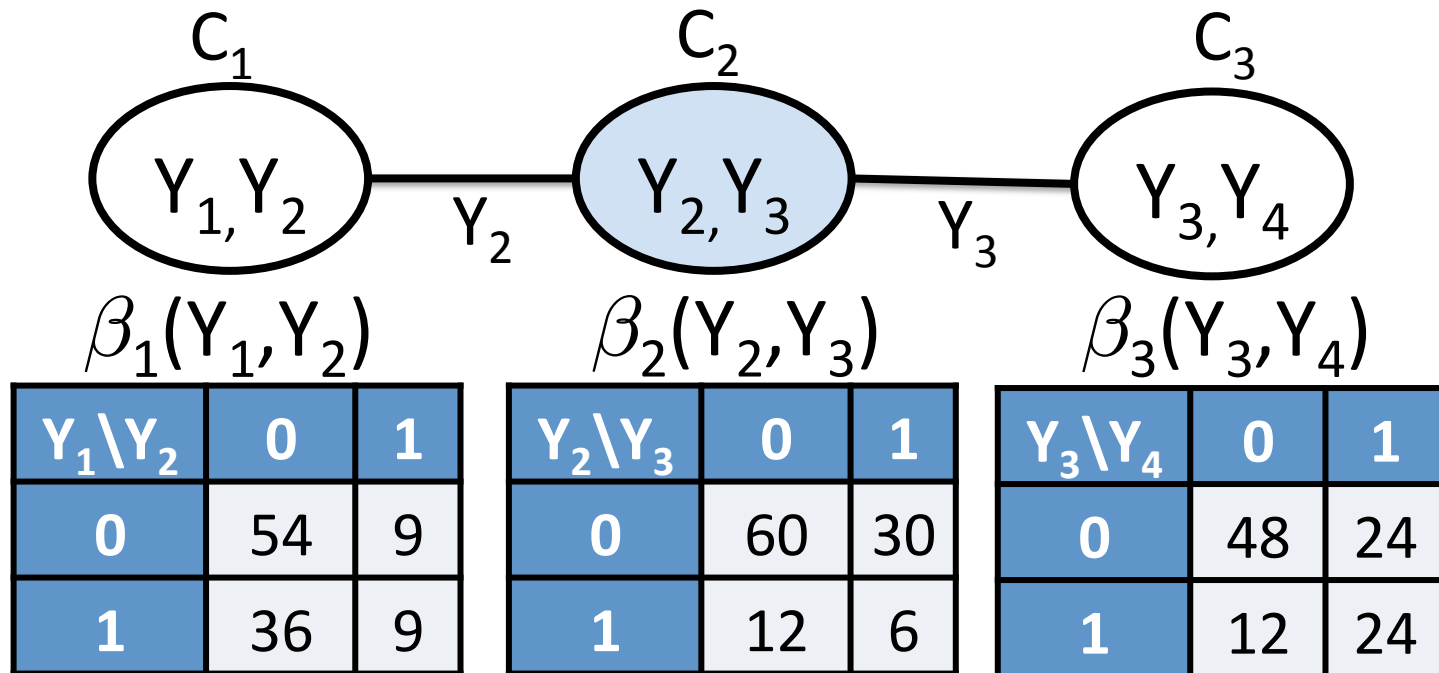 C₁ C₂ C₃
Y₁,Y₂ Y₂ Y₂,Y₃ Y₃ Y₃,Y₄
β₁(Y₁,Y₂) β₂(Y₂,Y₃) β₃(Y₃,Y₄)
Y₁\Y₂ 0 1 Y₂\Y₃ 0 1 Y₃\Y₄ 0 1
0 54 9 0 60 30 0 48 24
1 36 9 1 12 6 1 12 24